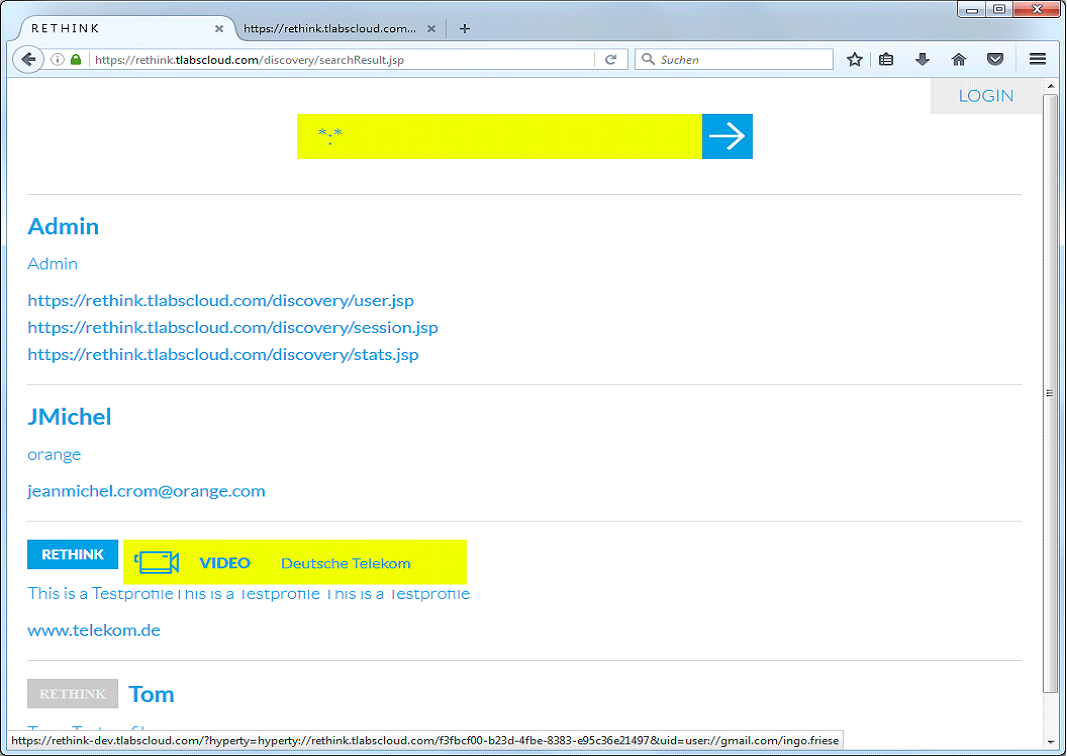 RETHINK
https://rethink.tlabscloud.com...
https://rethink.tlabscloud.com/discovery/searchResult.jsp
Suchen
LOGIN
*:*
Admin
Admin
https://rethink.tlabscloud.com/discovery/user.jsp
https://rethink.tlabscloud.com/discovery/session.jsp
https://rethink.tlabscloud.com/discovery/stats.jsp
JMichel
orange
jeanmichel.crom@orange.com
RETHINK VIDEO Deutsche Telekom
This is a TestprofileThis is a Testprofile This is a Testprofile
www.telekom.de
RETHINK Tom
https://rethink-dev.tlabscloud.com/?hyperty=hyperty://rethink.tlabscloud.com/f3fbcf00-b23d-4fbe-8383-e95c36e21497&uid=user://gmail.com/ingo.friese